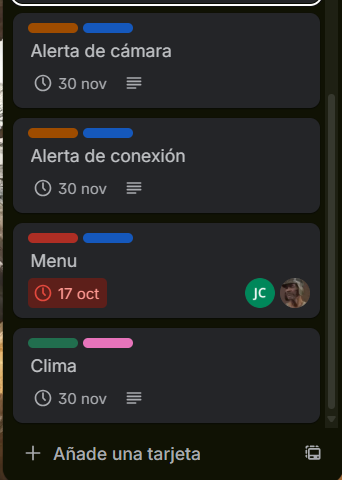 Alerta de cámara
30 nov
Alerta de conexión
30 nov
Menu
17 oct
JC
Clima
30 nov
Añade una tarjeta